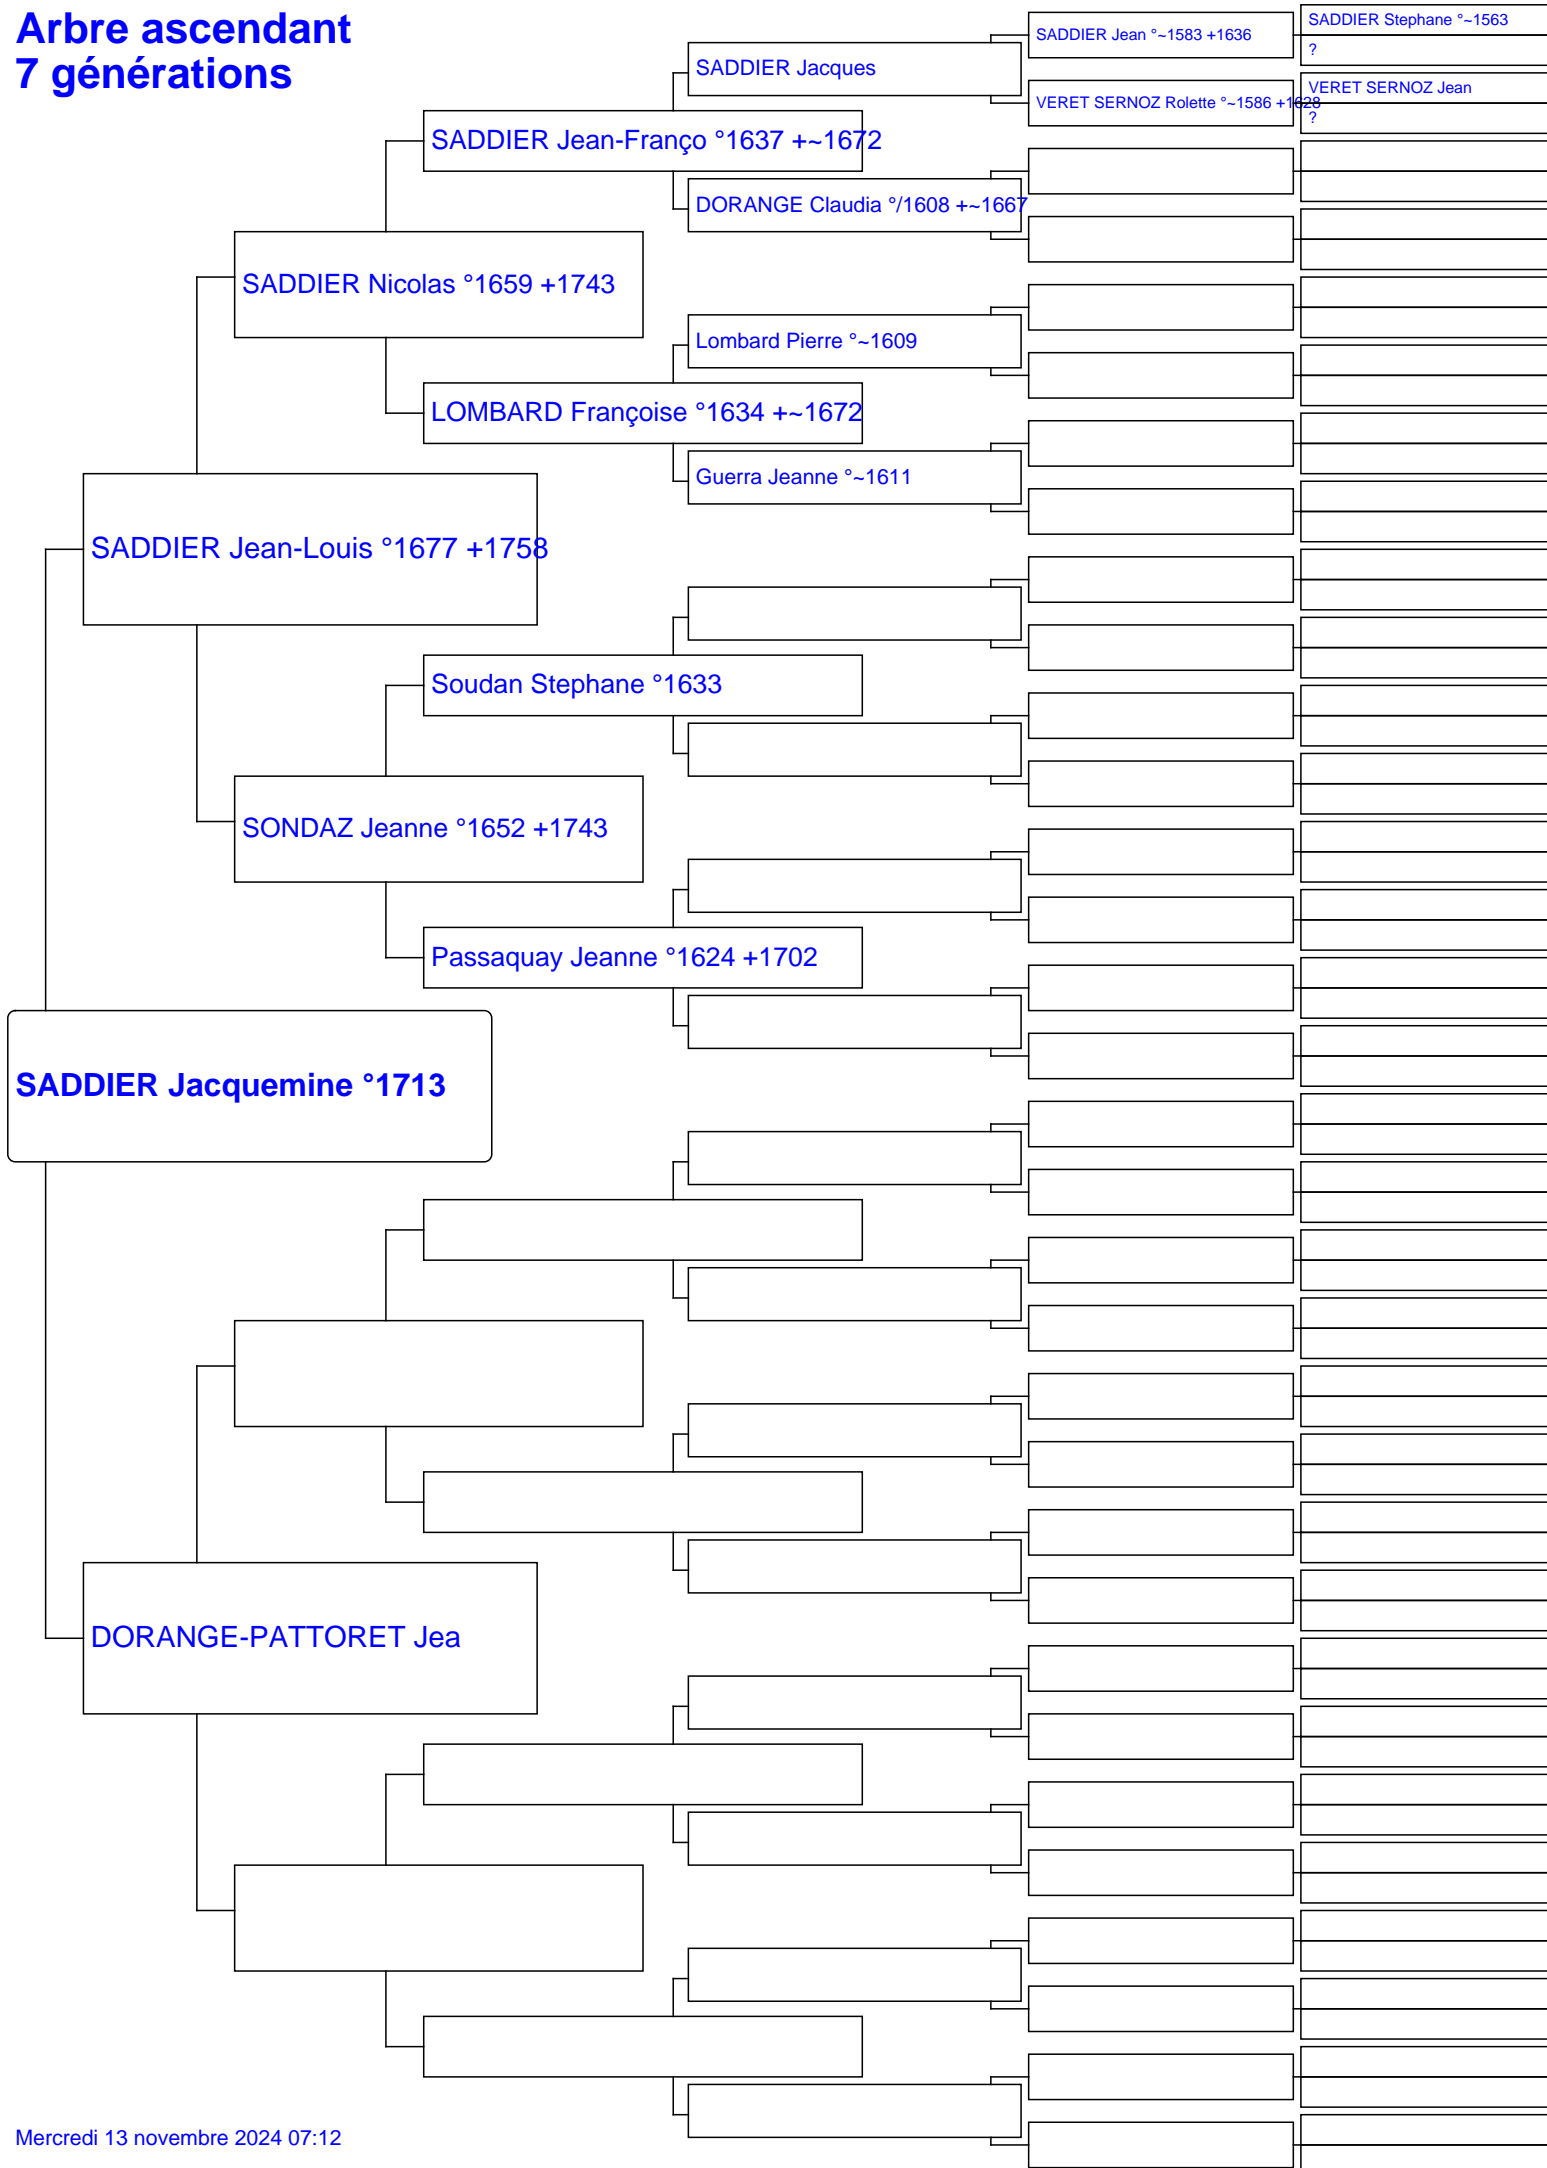 Arbre ascendant
7 générations
SADDIER Stephane °~1563
SADDIER Jean °~1583 +1636
?
SADDIER Jacques
VERET SERNOZ Jean
VERET SERNOZ Rolette °~1586 +1628
?
SADDIER Jean-Franço °1637 +~1672
DORANGE Claudia °/1608 +~1667
SADDIER Nicolas °1659 +1743
Lombard Pierre °~1609
LOMBARD Françoise °1634 +~1672
Guerra Jeanne °~1611
SADDIER Jean-Louis °1677 +1758
Soudan Stephane °1633
SONDAZ Jeanne °1652 +1743
Passaquay Jeanne °1624 +1702
SADDIER Jacquemine °1713
DORANGE-PATTORET Jea
Mercredi 13 novembre 2024 07:12